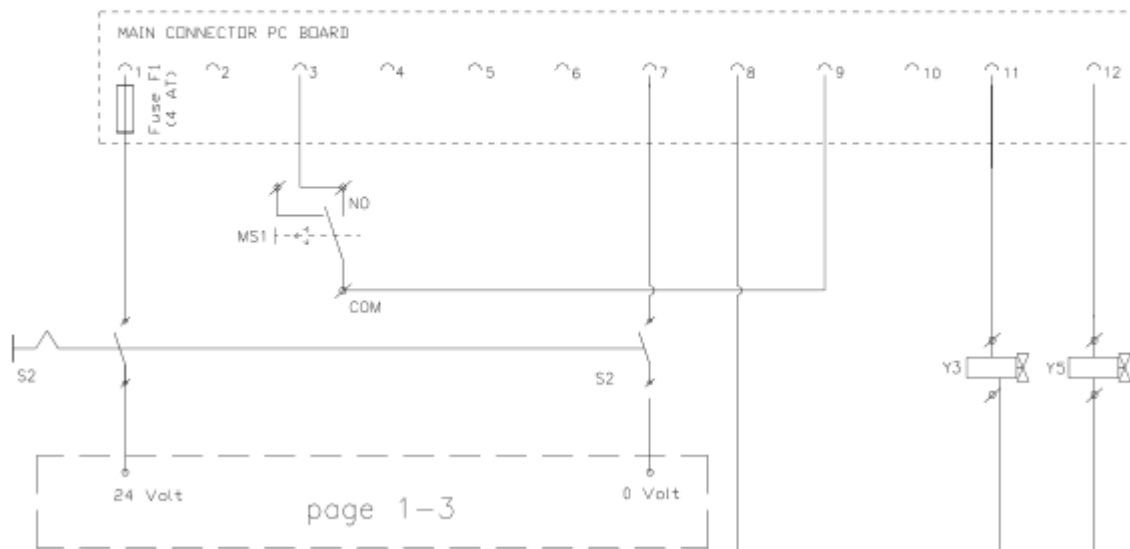 MAIN CONNECTOR PC BOARD
1 2 3 4 5 6 7 8 9 10 11 12
Fuse F1
(4 AT)
NO
MS1
COM
S2 S2
Y3 Y5
24 Volt 0 Volt
page 1-3